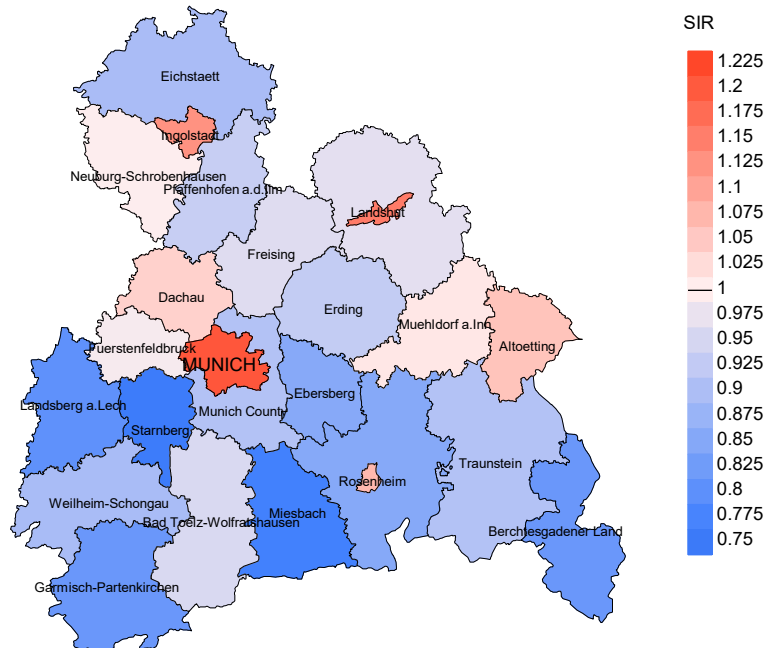 SIR
1.225
1.2
1.175
1.15
1.125
1.1
1.075
1.05
1.025
1
0.975
0.95
0.925
0.9
0.875
0.85
0.825
0.8
0.775
0.75
Eichstaett
Ingolstadt
Neuburg-Schrobenhausen
Pfaffenhofen a.d.Ilm
Landshut
Freising
Dachau
Erding
Muehldorf a.Inn
Fuerstenfeldbruck
Altoetting
MUNICH
Ebersberg
Landsberg a.Lech
Munich County
Starnberg
Traunstein
Rosenheim
Weilheim-Schongau
Miesbach
Bad Toelz-Wolfratshausen
Berchtesgadener Land
Garmisch-Partenkirchen